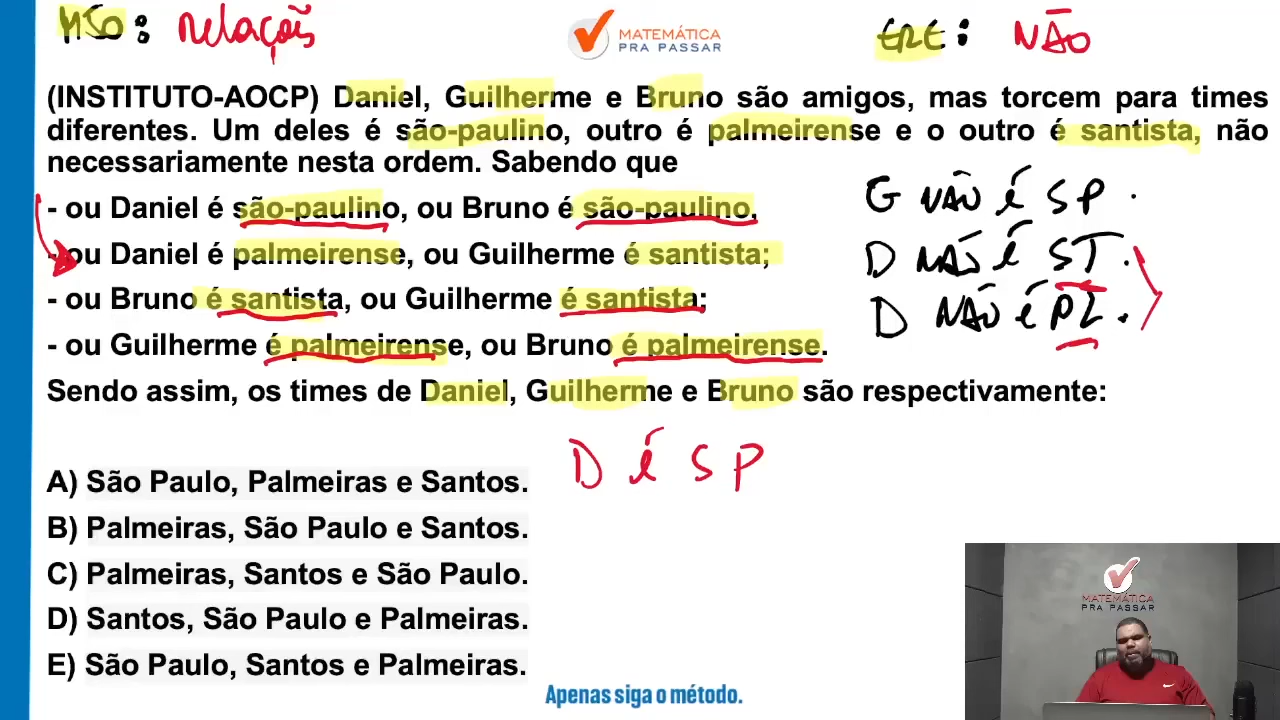 MSO: Relações
MATEMÁTICA
PRA PASSAR
ERE: NÃO
(INSTITUTO-AOCP) Daniel, Guilherme e Bruno são amigos, mas torcem para times
diferentes. Um deles é são-paulino, outro é palmeirense e o outro é santista, não
necessariamente nesta ordem. Sabendo que
- ou Daniel é são-paulino, ou Bruno é são-paulino,
G NÃO É SP.
- ou Daniel é palmeirense, ou Guilherme é santista;
D NÃO É ST.
- ou Bruno é santista, ou Guilherme é santista;
D NÃO É PL.
- ou Guilherme é palmeirense, ou Bruno é palmeirense.
Sendo assim, os times de Daniel, Guilherme e Bruno são respectivamente:
D É SP
A) São Paulo, Palmeiras e Santos.
B) Palmeiras, São Paulo e Santos.
C) Palmeiras, Santos e São Paulo.
D) Santos, São Paulo e Palmeiras.
E) São Paulo, Santos e Palmeiras.
MATEMÁTICA
PRA PASSAR
Apenas siga o método.